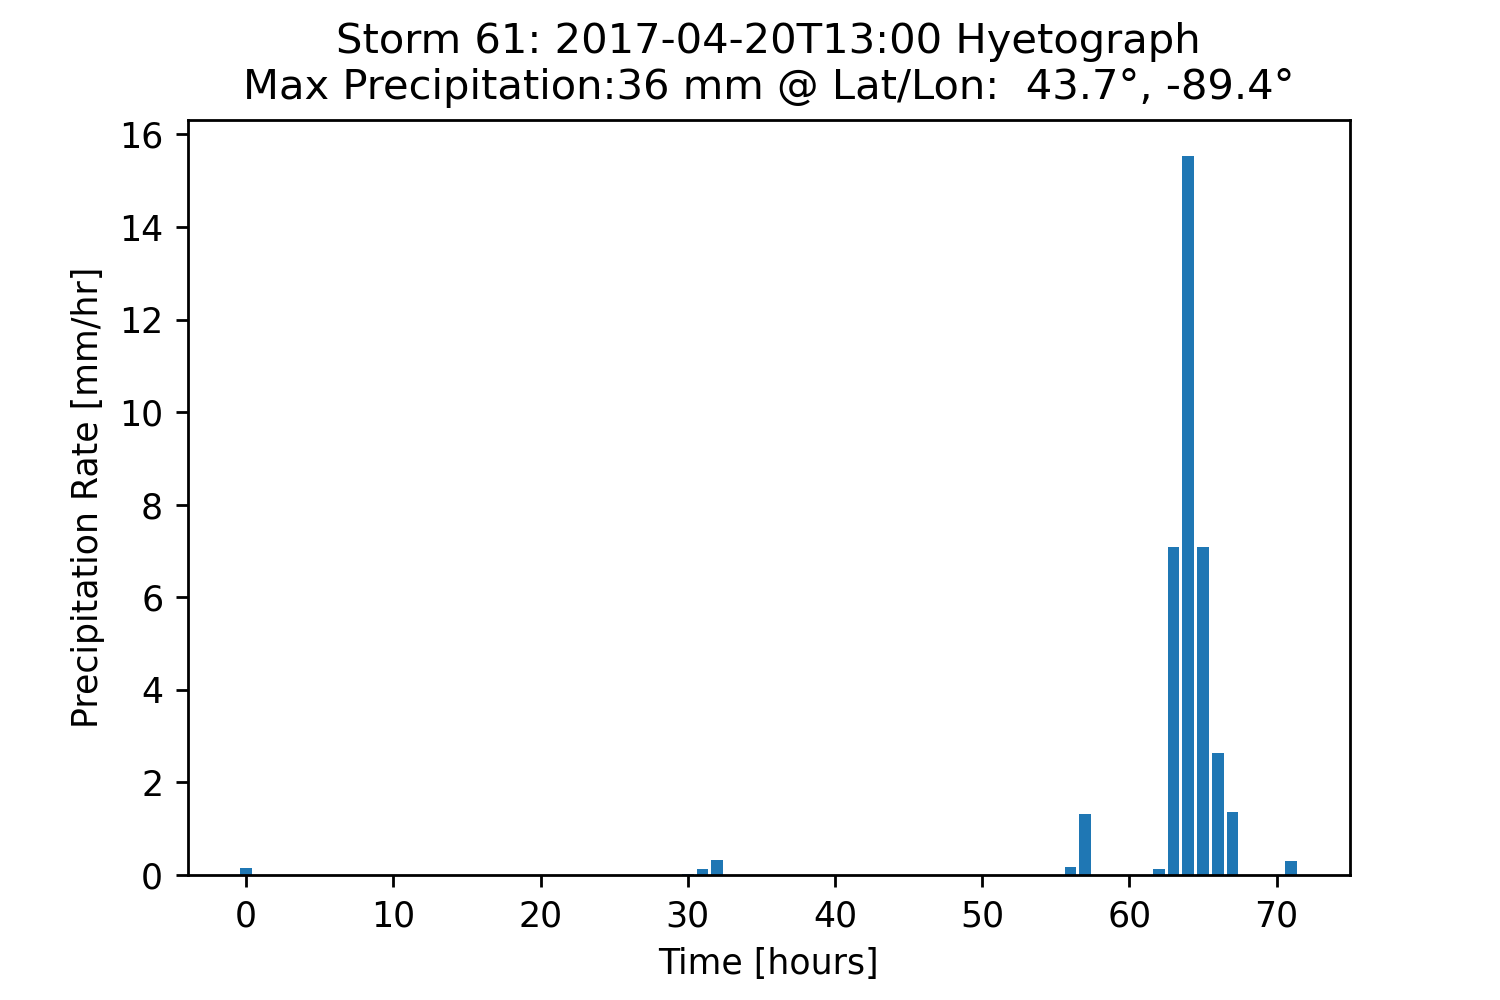 Storm 61: 2017-04-20T13:00 Hyetograph
Max Precipitation:36 mm @ Lat/Lon:  43.7°, -89.4°
16
14
12
10
8
6
4
2
0
Precipitation Rate [mm/hr]
0 10 20 30 40 50 60 70
Time [hours]